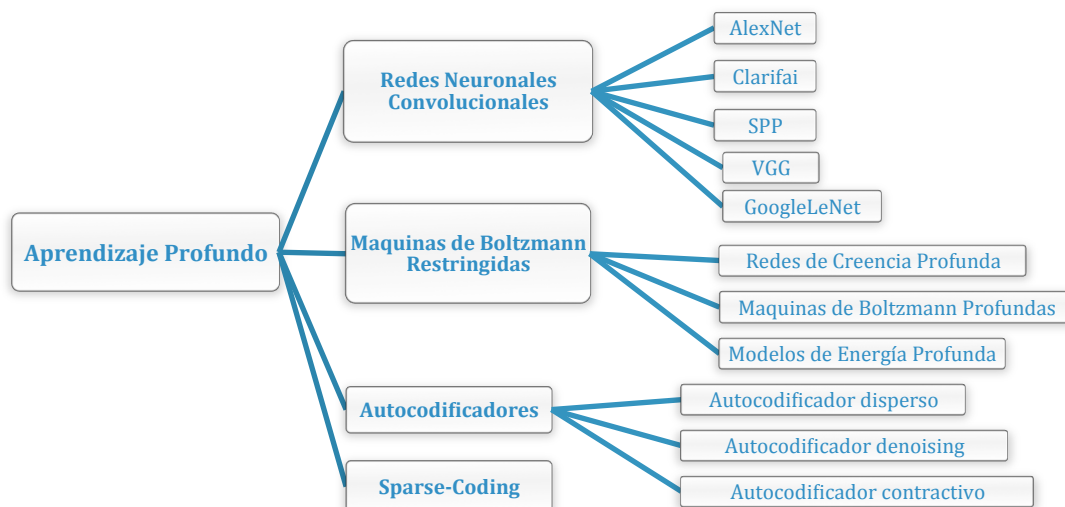 Aprendizaje Profundo
Redes Neuronales
Convolucionales
AlexNet
Clarifai
SPP
VGG
GoogleLeNet
Maquinas de Boltzmann
Restringidas
Redes de Creencia Profunda
Maquinas de Boltzmann Profundas
Modelos de Energía Profunda
Autocodificadores
Autocodificador disperso
Autocodificador denoising
Autocodificador contractivo
Sparse-Coding